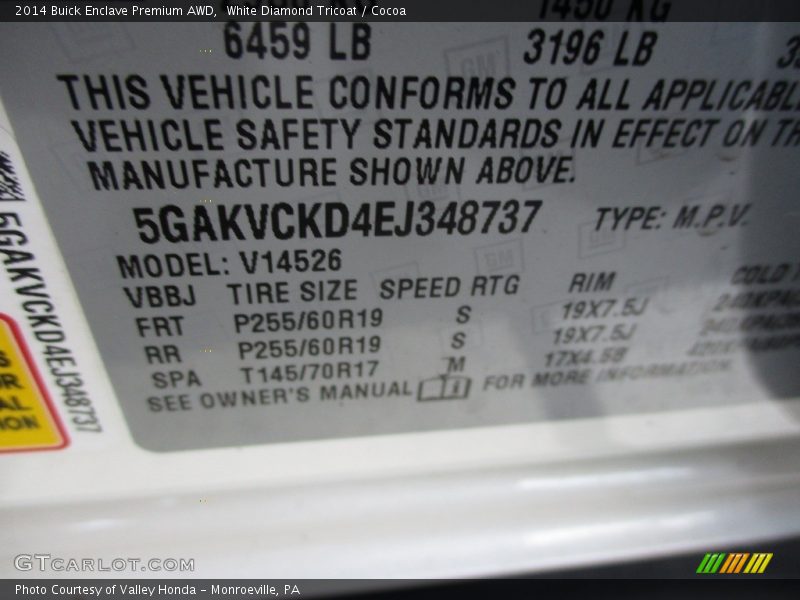 2014 Buick Enclave Premium AWD, White Diamond Tricoat / Cocoa
1450 KG
6459 LB 3196 LB
THIS VEHICLE CONFORMS TO ALL APPLICABL
VEHICLE SAFETY STANDARDS IN EFFECT ON TH
MANUFACTURE SHOWN ABOVE.
5GAKVCKD4EJ348737 TYPE: M.P.V.
MODEL: V14526
VBBJ TIRE SIZE SPEED RTG RIM COLD
FRT P255/60R19 S 19X7.5J
RR P255/60R19 S 19X7.5J
SPA T145/70R17 M 17X4.5B
SEE OWNER'S MANUAL FOR MORE INFORMATION.
5GAKVCKD4EJ348737
GTCARLOT.COM
Photo Courtesy of Valley Honda - Monroeville, PA